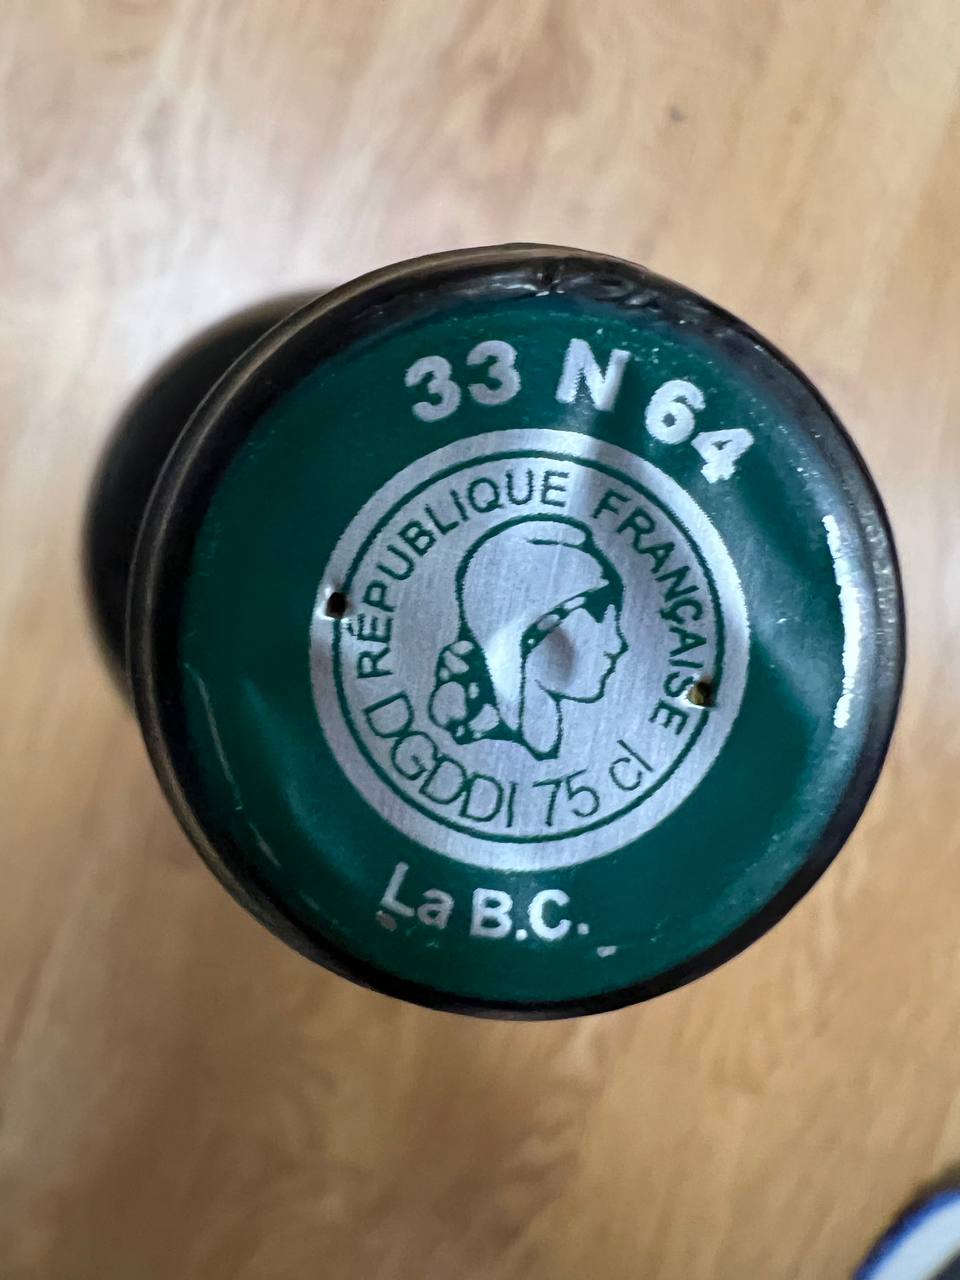 33 N 64
RÉPUBLIQUE FRANÇAISE
DGDDI 75 cl
La B.C.